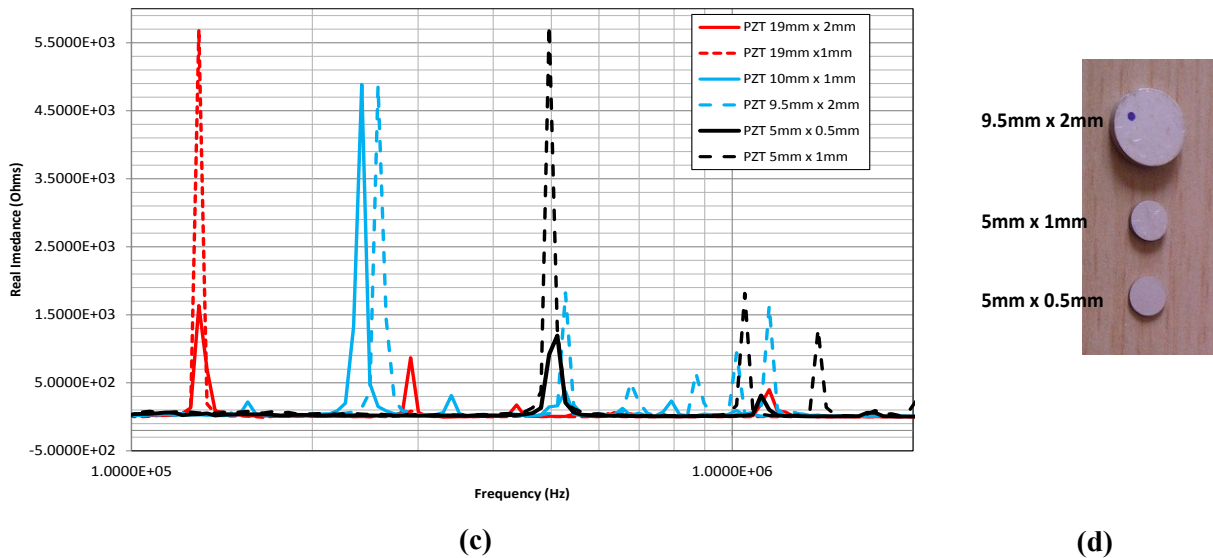 5.5000E+03
4.5000E+03
3.5000E+03
2.5000E+03
1.5000E+03
5.0000E+02
-5.0000E+02
Real Imedance (Ohms)
1.0000E+05
1.0000E+06
Frequency (Hz)
PZT 19mm x 2mm
PZT 19mm x1mm
PZT 10mm x 1mm
PZT 9.5mm x 2mm
PZT 5mm x 0.5mm
PZT 5mm x 1mm
(c)
9.5mm x 2mm
5mm x 1mm
5mm x 0.5mm
(d)